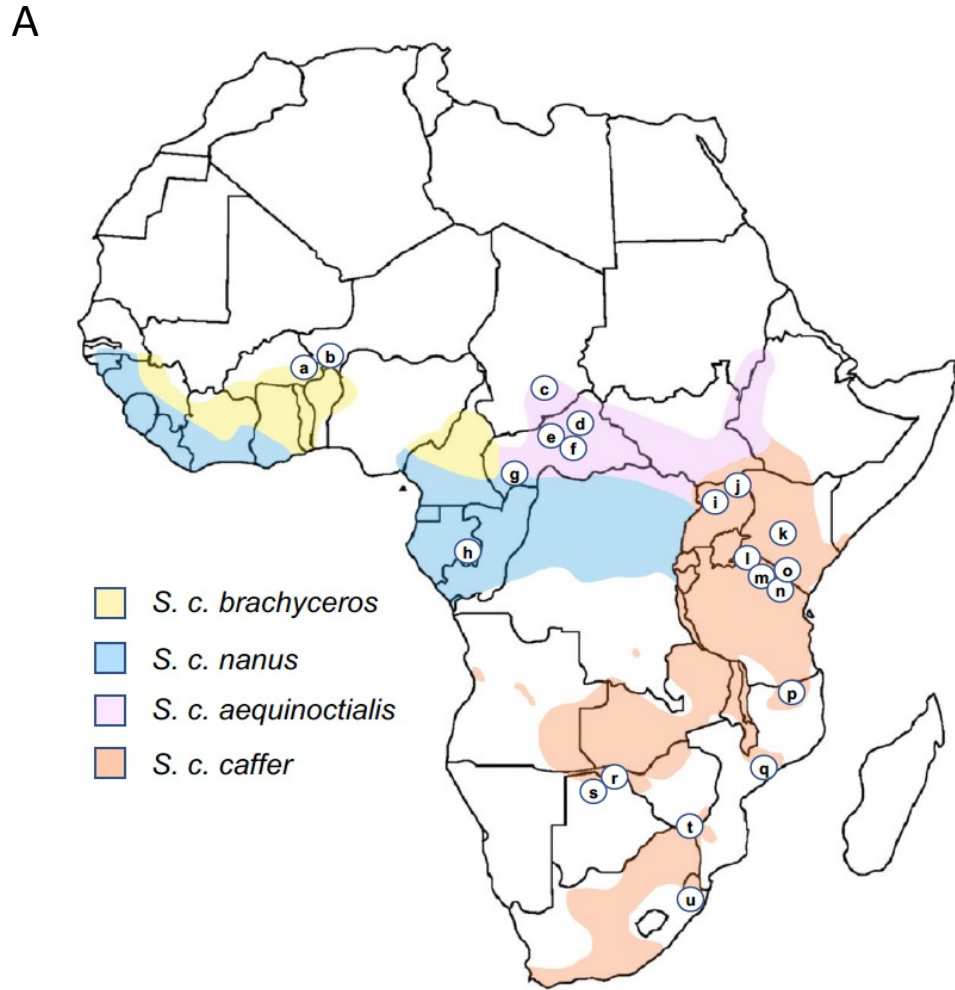 A
a
b
c
d
e
f
g
h
i
j
k
l
m
o
n
p
q
r
s
t
u
S. c. brachyceros
S. c. nanus
S. c. aequinoctialis
S. c. caffer